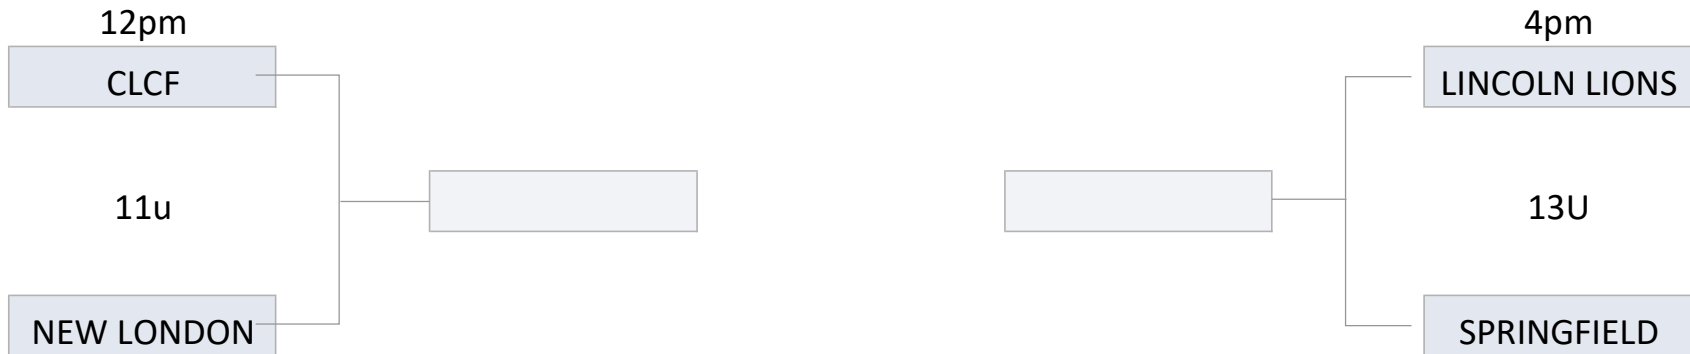 12pm
CLCF
11u
NEW LONDON
4pm
LINCOLN LIONS
13U
SPRINGFIELD